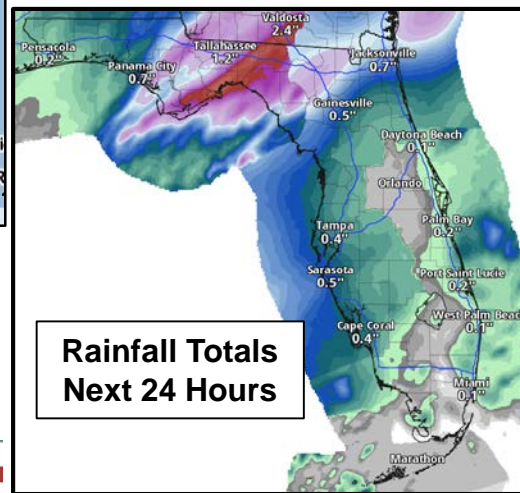 Valdosta
2.4"
Pensacola
0.2"
Tallahassee
1.2"
Jacksonville
0.7"
Panama City
0.7"
Gainesville
0.5"
Daytona Beach
0.1"
Orlando
Tampa
0.4"
Palm Bay
0.2"
Sarasota
0.5"
Port Saint Lucie
0.2"
Cape Coral
0.4"
West Palm Beach
0.1"
Rainfall Totals
Next 24 Hours
Miami
0.1"
Marathon